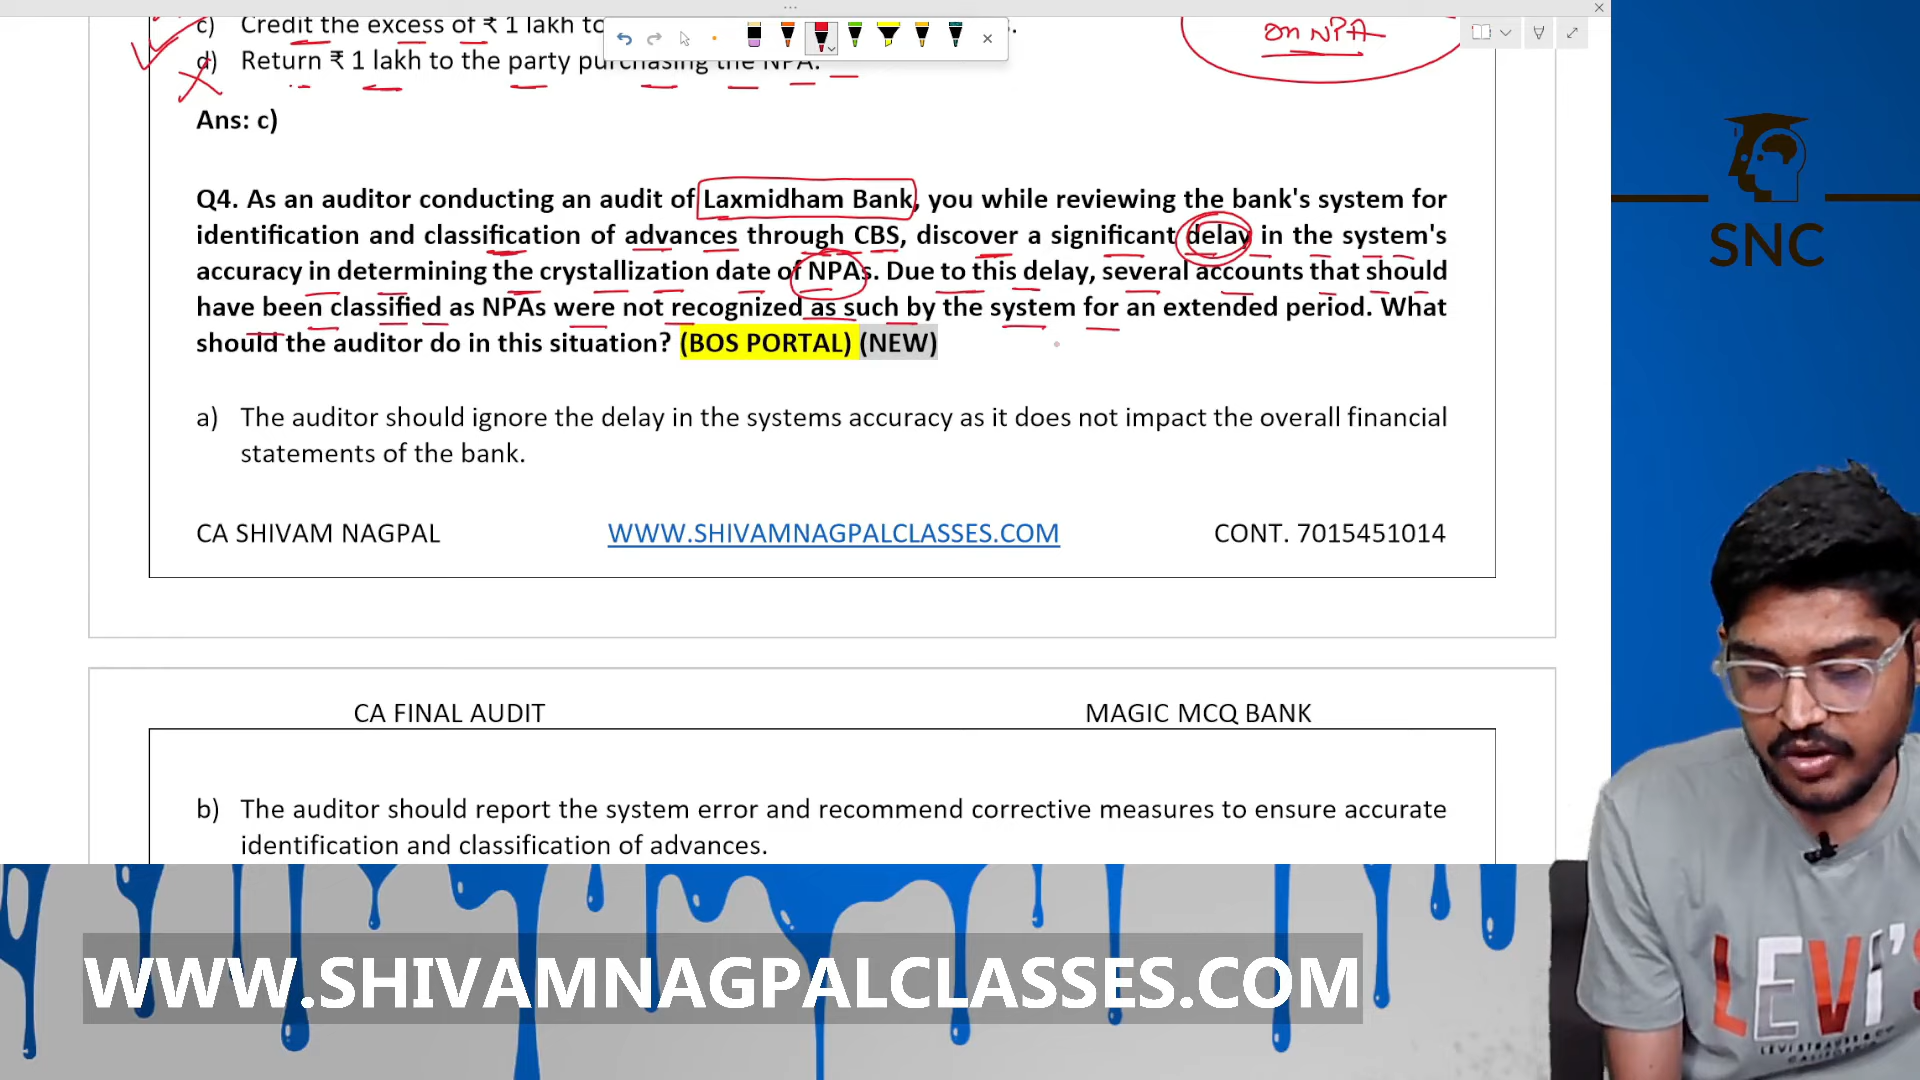 c) Credit the excess of ₹ 1 lakh to
d) Return ₹ 1 lakh to the party purchasing the NPA.
on NPA
Ans: c)
Q4. As an auditor conducting an audit of Laxmidham Bank, you while reviewing the bank's system for
identification and classification of advances through CBS, discover a significant delay in the system's
accuracy in determining the crystallization date of NPAs. Due to this delay, several accounts that should
have been classified as NPAs were not recognized as such by the system for an extended period. What
should the auditor do in this situation? (BOS PORTAL) (NEW)
a) The auditor should ignore the delay in the systems accuracy as it does not impact the overall financial
statements of the bank.
CA SHIVAM NAGPAL WWW.SHIVAMNAGPALCLASSES.COM CONT. 7015451014
CA FINAL AUDIT MAGIC MCQ BANK
b) The auditor should report the system error and recommend corrective measures to ensure accurate
identification and classification of advances.
SNC
LEVI'S
LEVI STRAUSS & CO
WWW.SHIVAMNAGPALCLASSES.COM